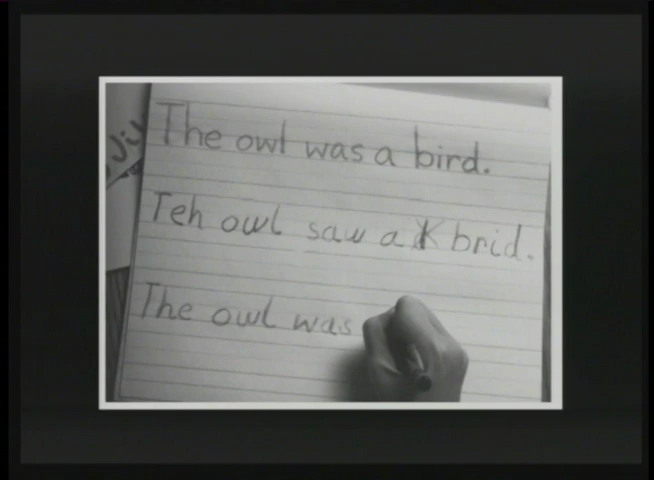 The owl was a bird.
Teh owl saw a brid.
The owl was